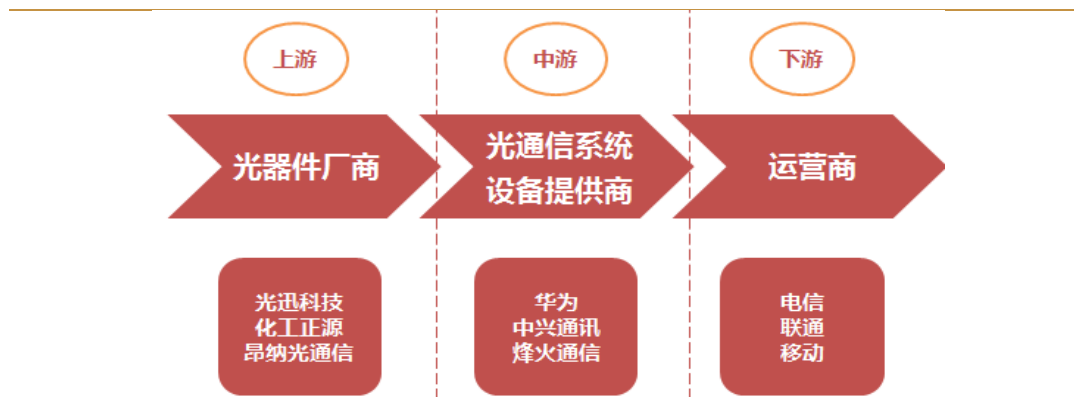 上游
中游
下游
光器件厂商
光通信系统
设备提供商
运营商
光迅科技
化工正源
昂纳光通信
华为
中兴通讯
烽火通信
电信
联通
移动